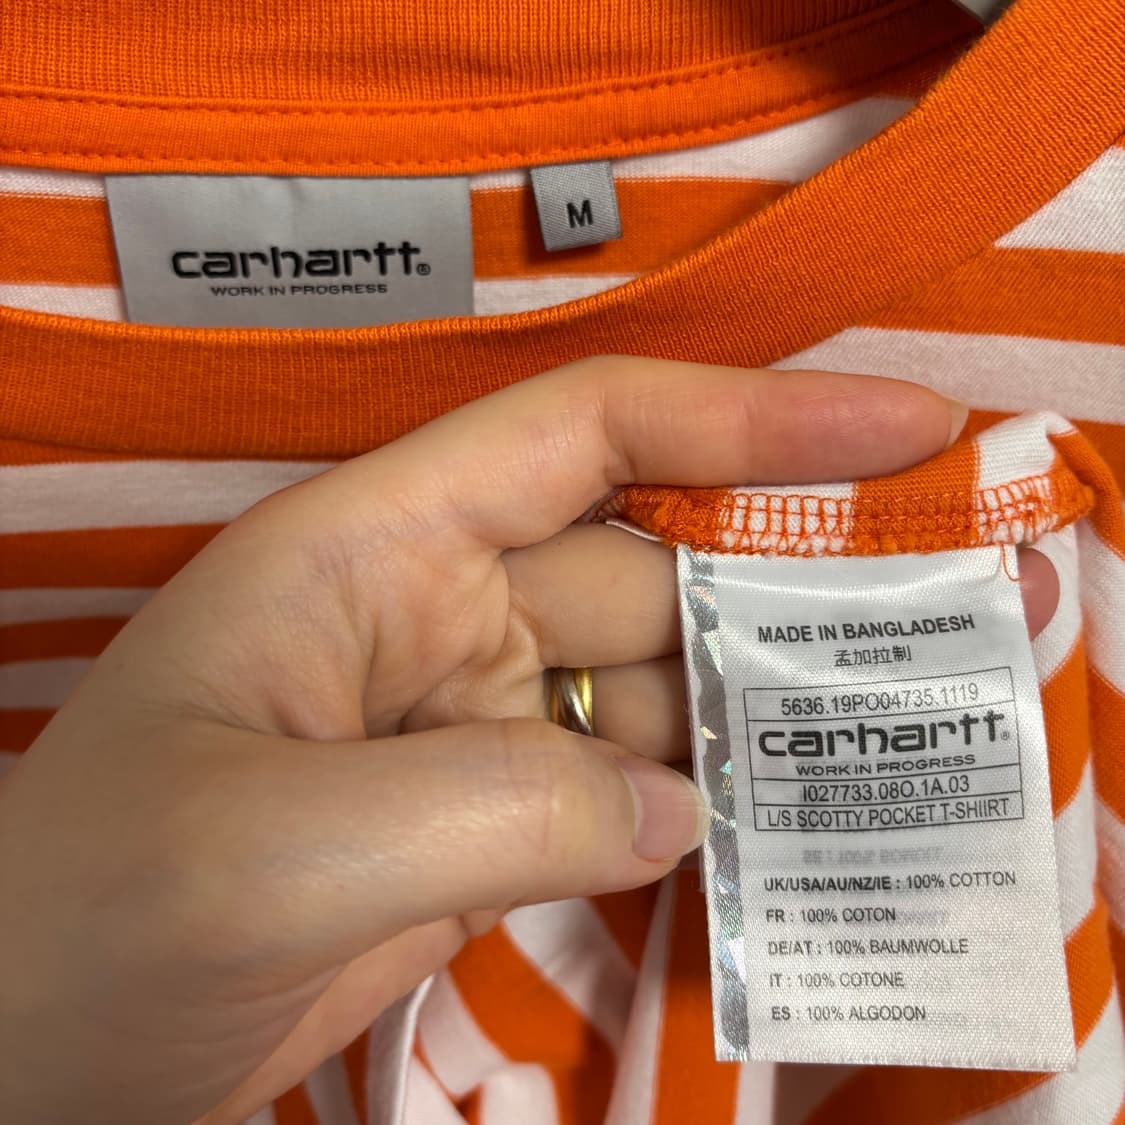 carhartt®
WORK IN PROGRESS
M
MADE IN BANGLADESH
孟加拉制
5636.19PO04735.1119
carhartt®
WORK IN PROGRESS
I027733.08O.1A.03
L/S SCOTTY POCKET T-SHIIRT
UK/USA/AU/NZ/IE : 100% COTTON
FR : 100% COTON
DE/AT : 100% BAUMWOLLE
IT : 100% COTONE
ES : 100% ALGODON